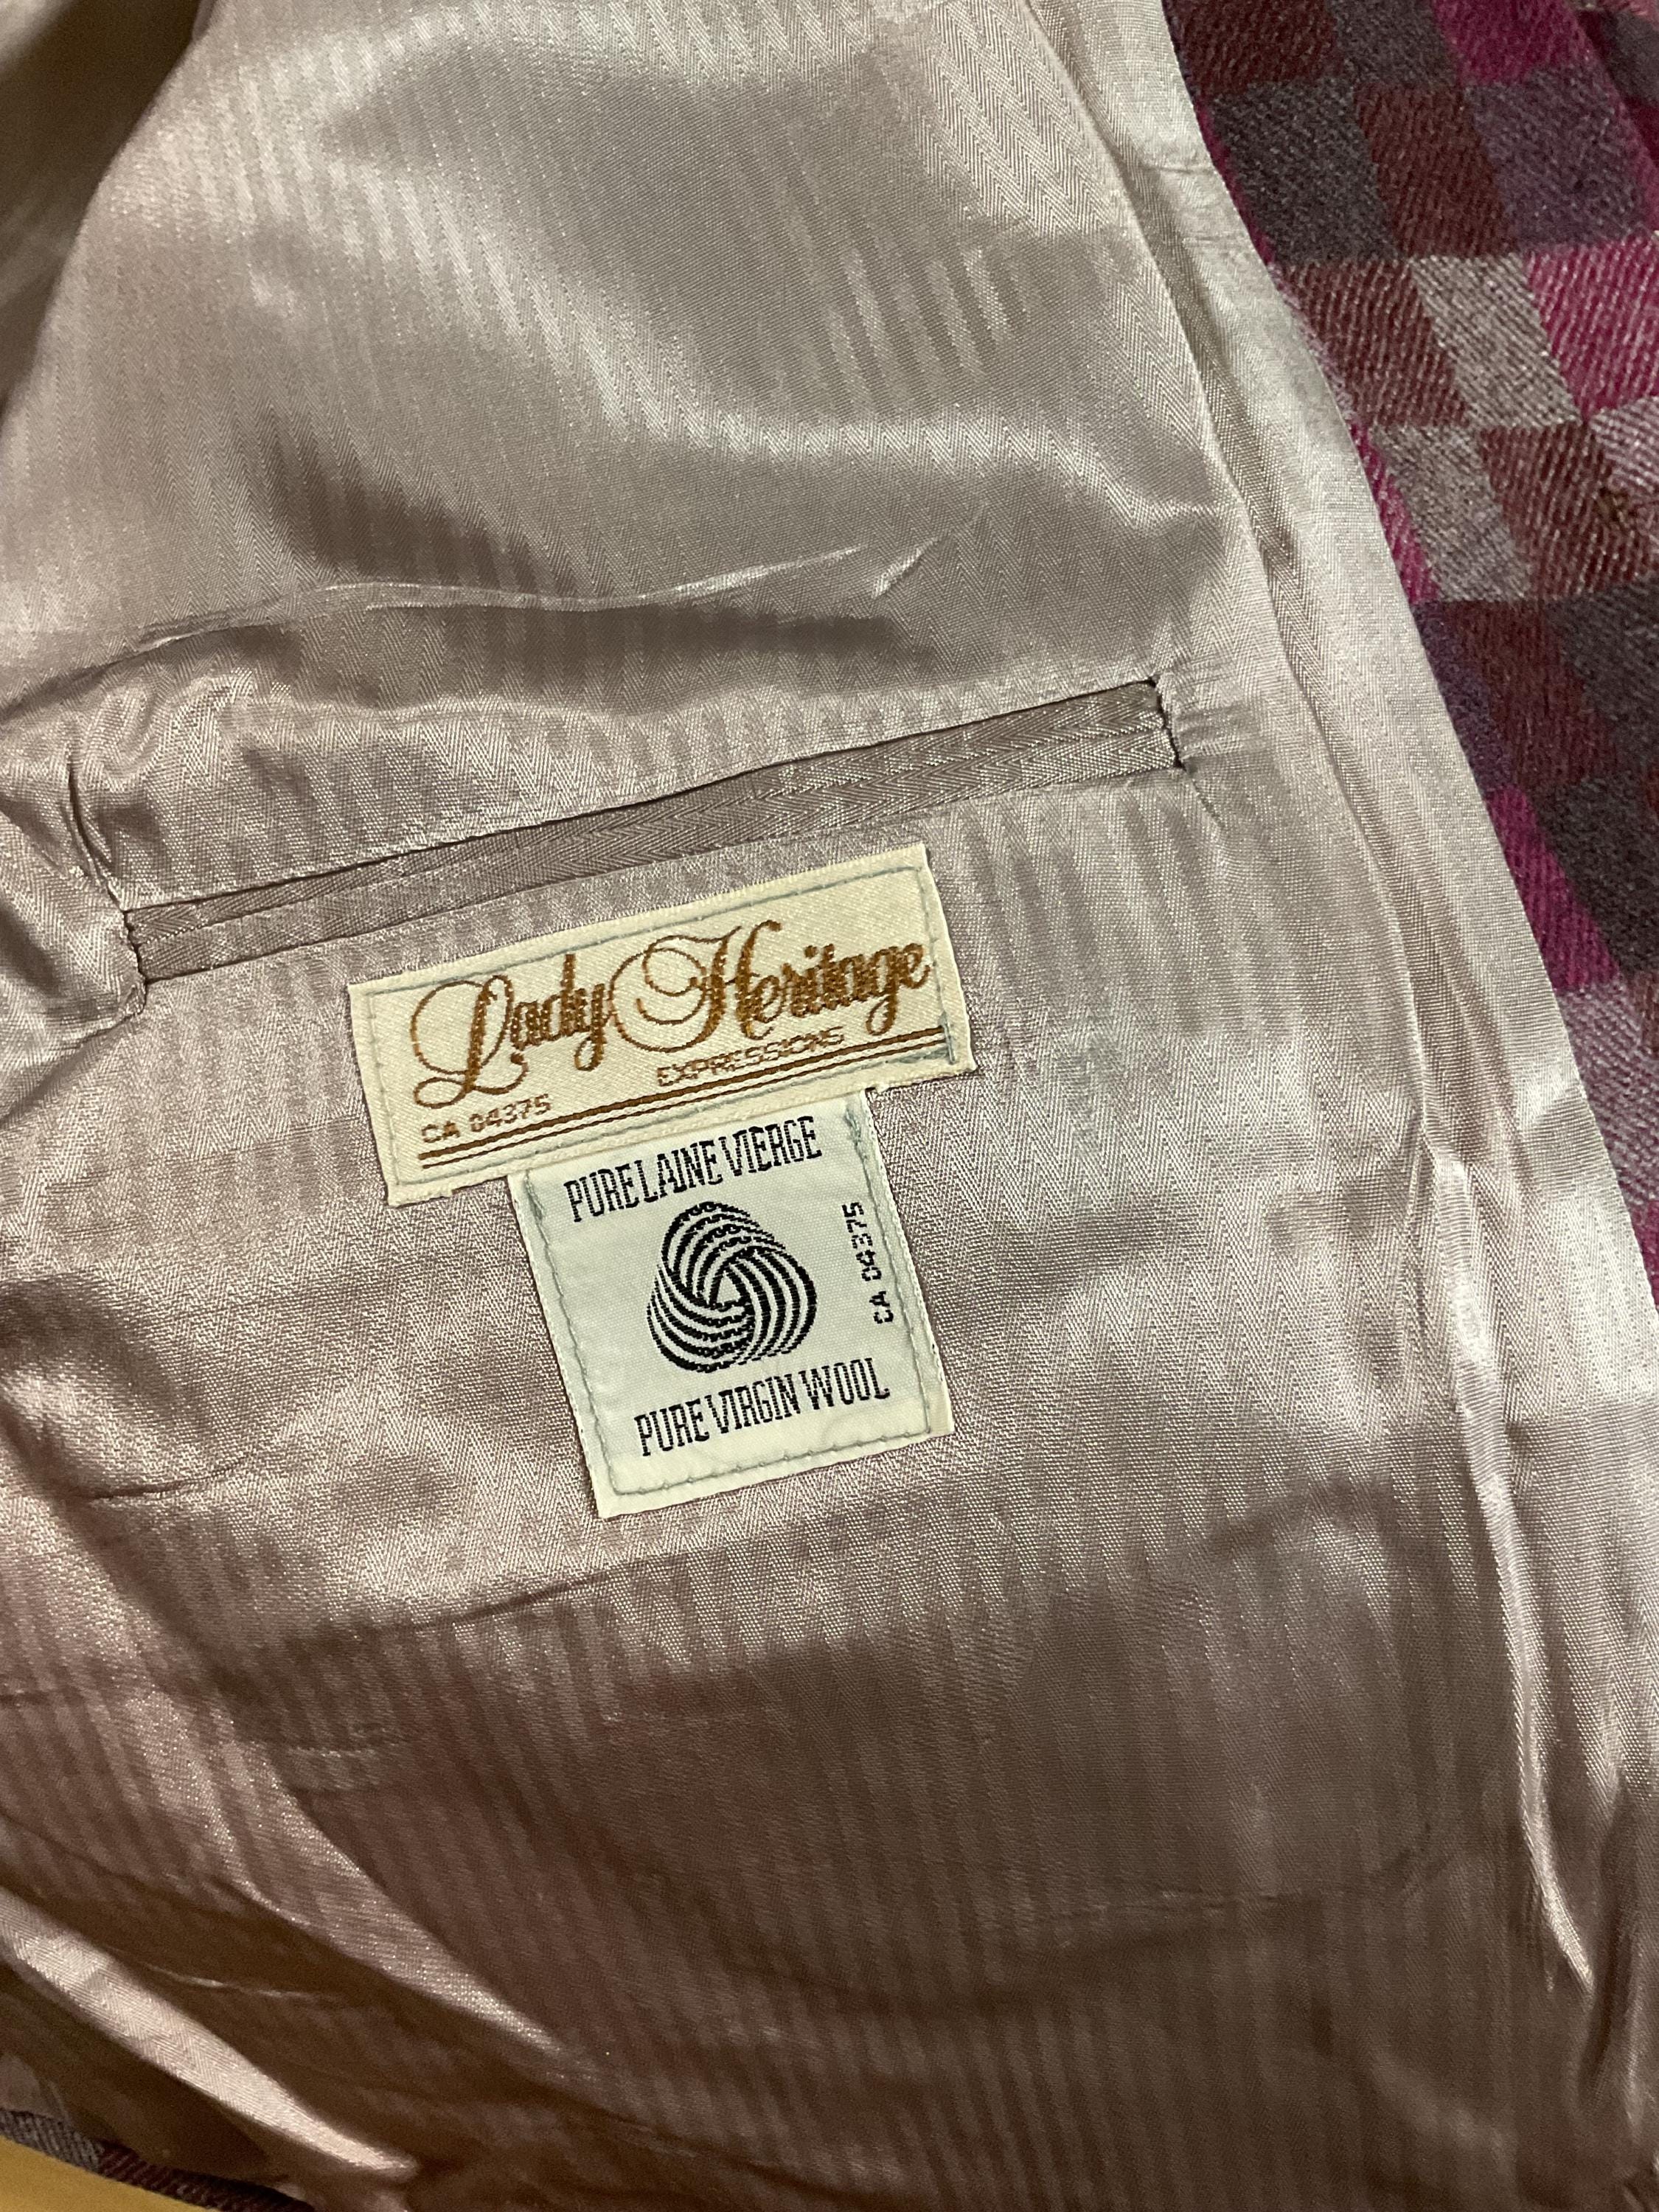 Lady Heritage
EXPRESSIONS
CA 04375
PURE LAINE VIERGE
CA 04375
PURE VIRGIN WOOL